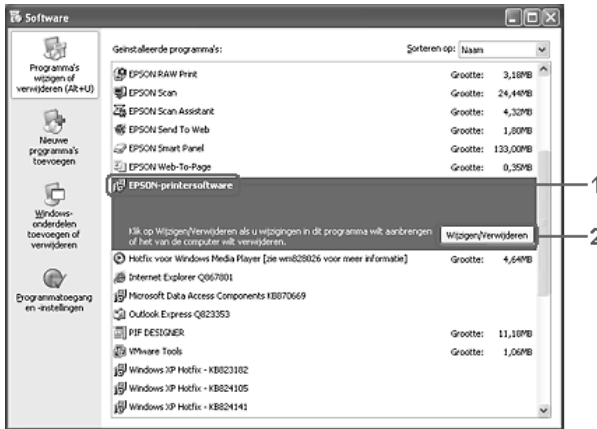 Software
Programma's
wijzigen of
verwijderen (Alt+U)
Nieuwe
programma's
toevoegen
Windows-
onderdelen
toevoegen of
verwijderen
Programmatoegang
en -instellingen
Geïnstalleerde programma's:
Sorteren op: Naam
EPSON RAW Print Grootte: 3,18MB
EPSON Scan Grootte: 24,44MB
EPSON Scan Assistant Grootte: 4,32MB
EPSON Send To Web Grootte: 1,80MB
EPSON Smart Panel Grootte: 133,00MB
EPSON Web-To-Page Grootte: 0,35MB
EPSON-printersoftware
1
Klik op Wijzigen/Verwijderen als u wijzigingen in dit programma wilt aanbrengen
of het van de computer wilt verwijderen.
Wijzigen/Verwijderen
2
Hotfix voor Windows Media Player [zie wm828026 voor meer informatie] Grootte: 4,64MB
Internet Explorer Q867801
Microsoft Data Access Components KB870669
Outlook Express Q823353
PIF DESIGNER Grootte: 11,18MB
VMware Tools Grootte: 1,06MB
Windows XP Hotfix - KB823182
Windows XP Hotfix - KB824105
Windows XP Hotfix - KB824141